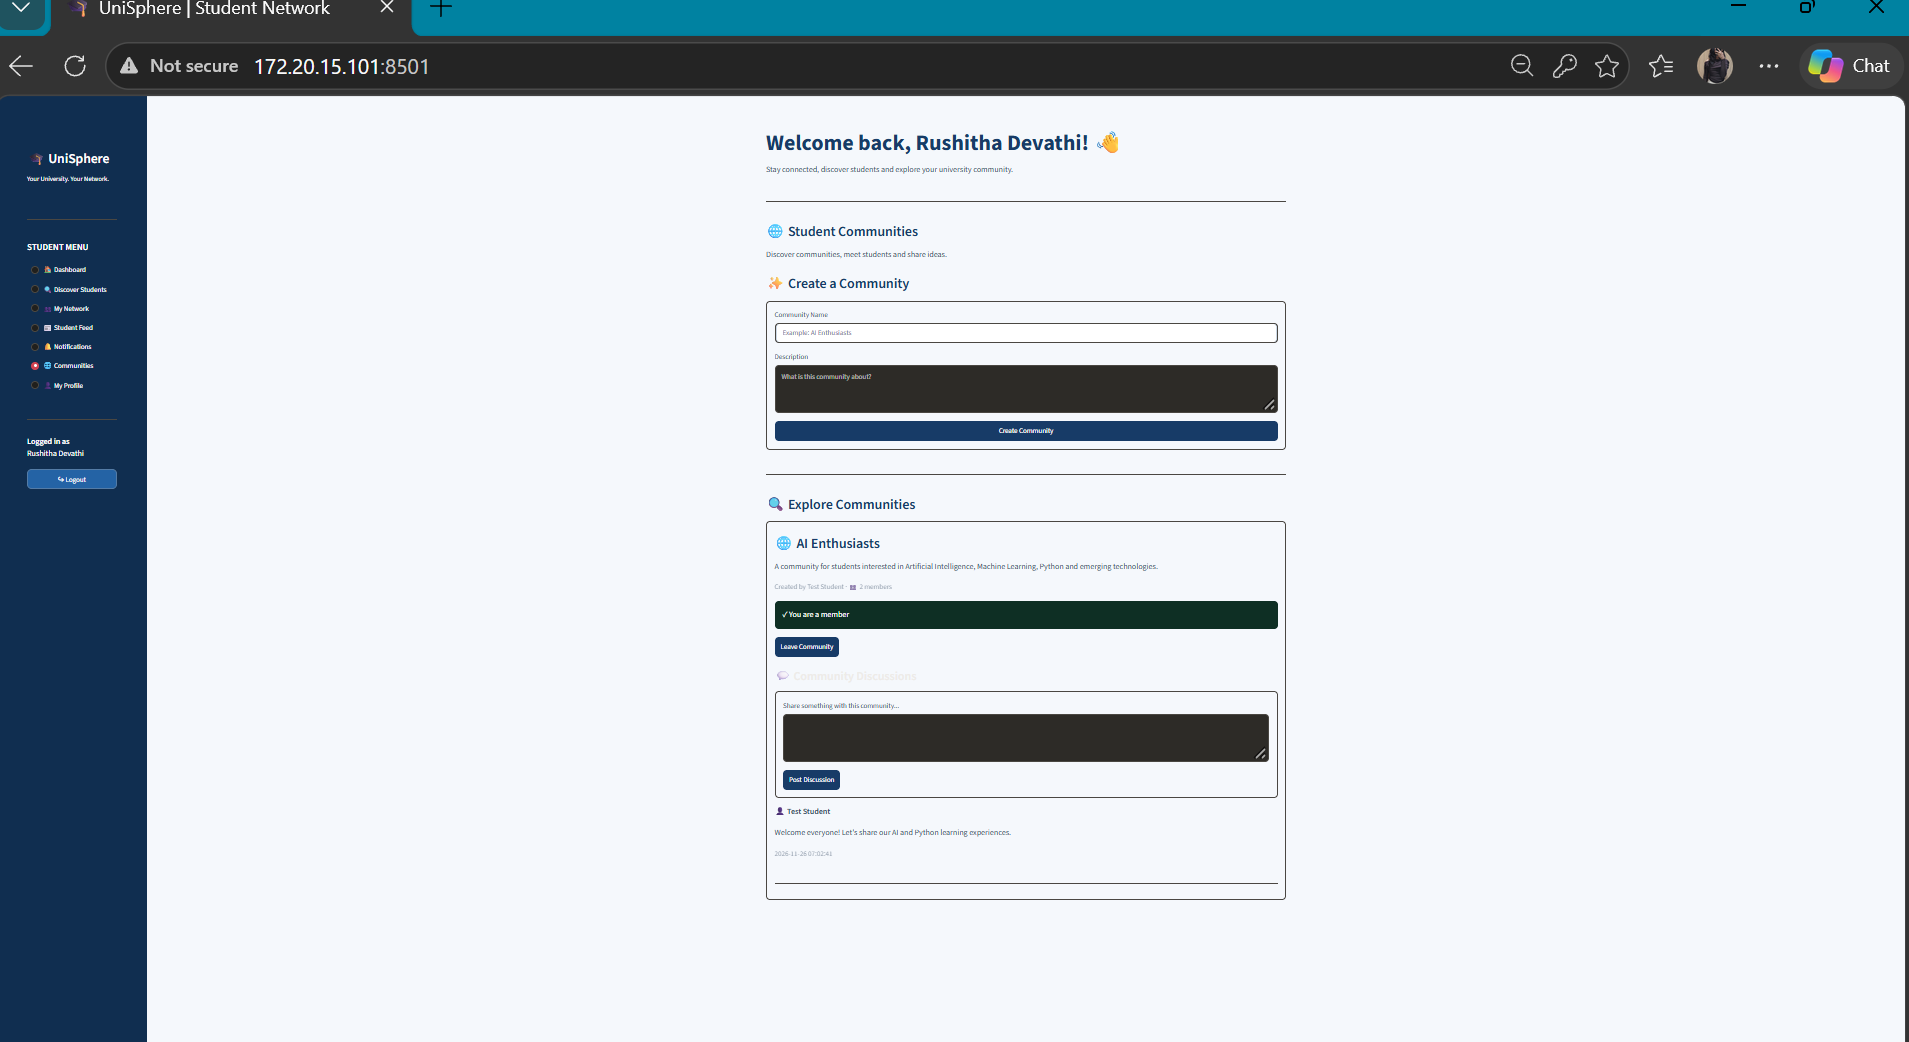 UniSphere | Student Network
Not secure 172.20.15.101:8501
Chat
UniSphere
Your University. Your Network.
STUDENT MENU
Dashboard
Discover Students
My Network
Student Feed
Notifications
Communities
My Profile
Logged in as
Rushitha Devathi
Logout
Welcome back, Rushitha Devathi! 👋
Stay connected, discover students and explore your university community.
🌐 Student Communities
Discover communities, meet students and share ideas.
✨ Create a Community
Community Name
Example: AI Enthusiasts
Description
What is this community about?
Create Community
🔍 Explore Communities
🌐 AI Enthusiasts
A community for students interested in Artificial Intelligence, Machine Learning, Python and emerging technologies.
Created by Test Student · 👥 2 members
✓ You are a member
Leave Community
💬 Community Discussions
Share something with this community...
Post Discussion
👤 Test Student
Welcome everyone! Let's share our AI and Python learning experiences.
2026-11-26 07:02:41